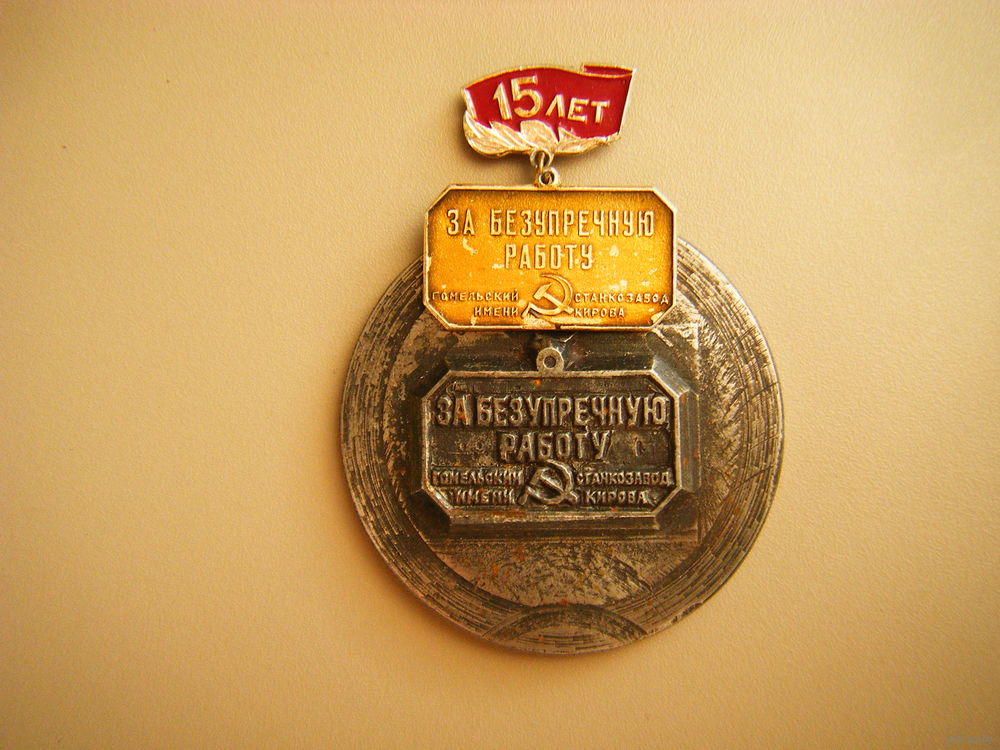 15 ЛЕТ
ЗА БЕЗУПРЕЧНУЮ
РАБОТУ
ГОМЕЛЬСКИЙ СТАНКОЗАВОД
ИМЕНИ КИРОВА
ЗА БЕЗУПРЕЧНУЮ
РАБОТУ
ГОМЕЛЬСКИЙ СТАНКОЗАВОД
ИМЕНИ КИРОВА